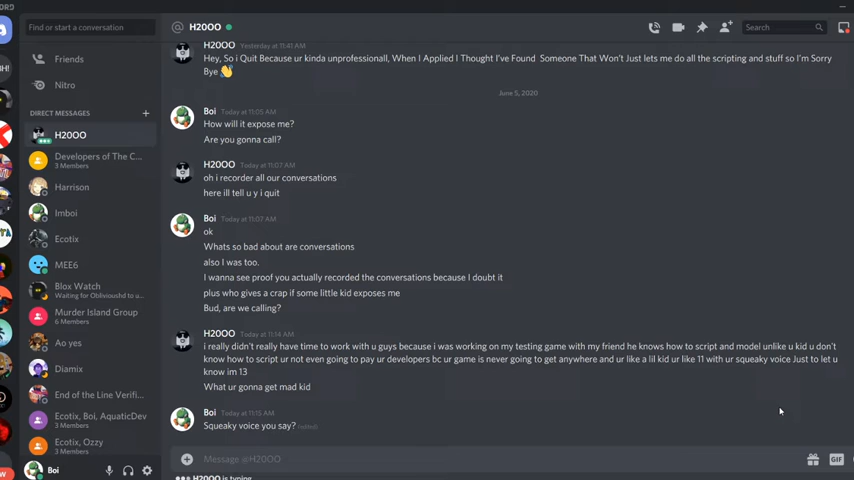 Find or start a conversation
Friends
Nitro
DIRECT MESSAGES
H2OOO
Developers of The C...
3 Members
Harrison
Imboi
Ecotix
MEE6
Blox Watch
Waiting for Oblivioushd to u...
Murder Island Group
6 Members
Ao yes
Diamix
End of the Line Verifi...
Ecotix, Boi, AquaticDev
3 Members
Ecotix, Ozzy
4 Members
Boi
@ H2OOO
Search
H2OOO Yesterday at 11:41 AM
Hey, So i Quit Because ur kinda unprofessionall, When I Applied I Thought I've Found Someone That Won't Just lets me do all the scripting and stuff so I'm Sorry
Bye 👋
June 5, 2020
Boi Today at 11:05 AM
How will it expose me?
Are you gonna call?
H2OOO Today at 11:07 AM
oh i recorder all our conversations
here ill tell u y i quit
Boi Today at 11:07 AM
ok
Whats so bad about are conversations
also I was too.
I wanna see proof you actually recorded the conversations because I doubt it
plus who gives a crap if some little kid exposes me
Bud, are we calling?
H2OOO Today at 11:14 AM
i really didn't really have time to work with u guys because i was working on my testing game with my friend he knows how to script and model unlike u kid u don't
know how to script ur not even going to pay ur developers bc ur game is never going to get anywhere and ur like a lil kid ur like 11 with ur squeaky voice Just to let u
know im 13
What ur gonna get mad kid
Boi Today at 11:15 AM
Squeaky voice you say? (edited)
Message @H2OOO
GIF
H2OOO is typing